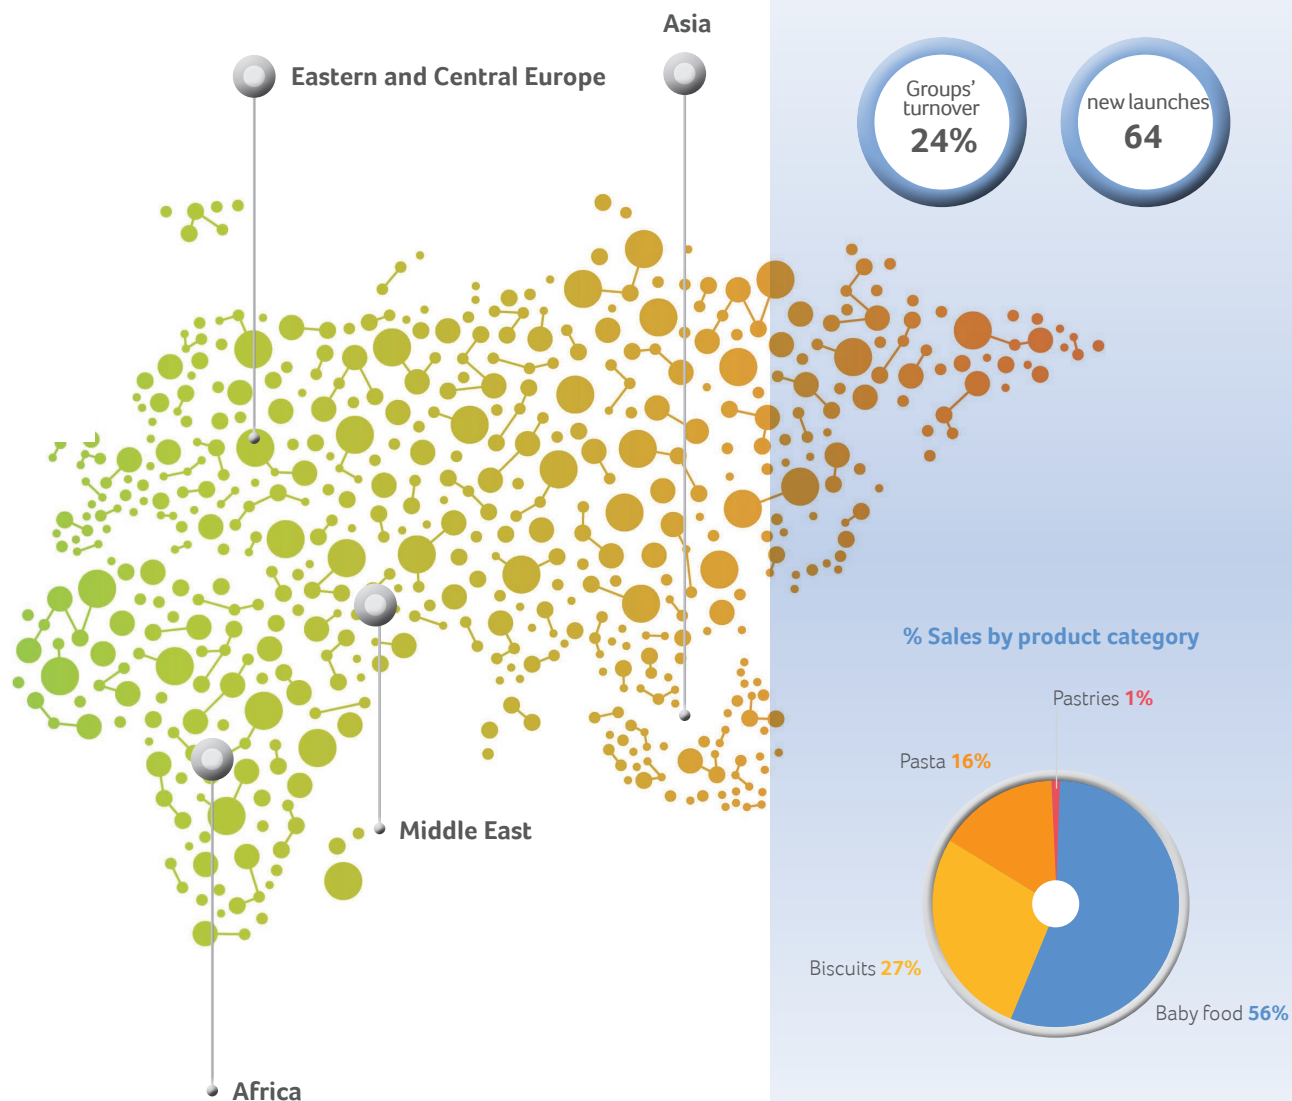 Asia
Eastern and Central Europe
Groups’
turnover
24%
new launches
64
% Sales by product category
Pastries 1%
Pasta 16%
Middle East
Biscuits 27%
Baby food 56%
Africa